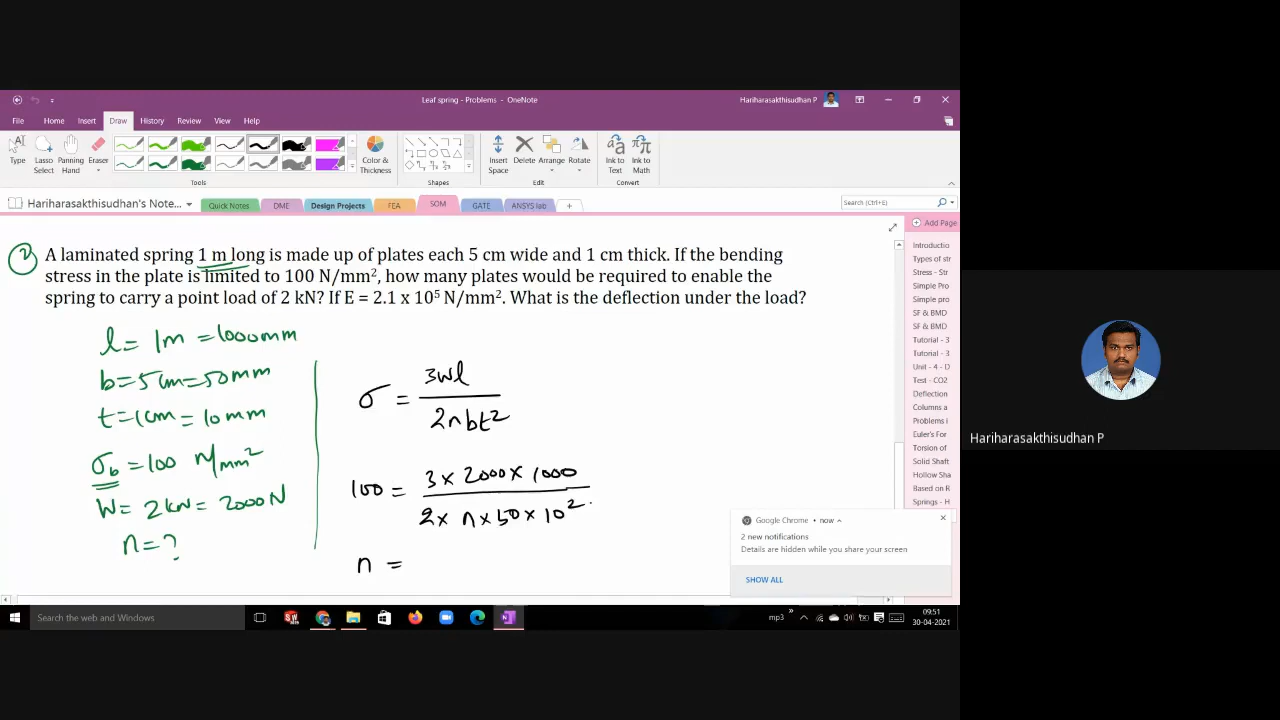 Leaf spring - Problems - OneNote
Hariharasakthisudhan P
File Home Insert Draw History Review View Help
Type
Lasso Select
Panning Hand
Eraser
Color & Thickness
Insert Space
Delete
Arrange
Rotate
Ink to Text
Ink to Math
Tools
Shapes
Edit
Convert
Hariharasakthisudhan's Note...
Quick Notes
DME
Design Projects
FEA
SOM
GATE
ANSYS lab
+
Search (Ctrl+E)
Add Page
Introductio
Types of str
Stress - Str
Simple Pro
Simple pro
SF & BMD
SF & BMD
Tutorial - 3
Tutorial - 3
Unit - 4 - D
Test - CO2
Deflection
Columns a
Problems i
Euler's For
Torsion of
Solid Shaft
Hollow Sha
Based on R
Springs - H
2
A laminated spring 1 m long is made up of plates each 5 cm wide and 1 cm thick. If the bending
stress in the plate is limited to 100 N/mm², how many plates would be required to enable the
spring to carry a point load of 2 kN? If E = 2.1 x 10⁵ N/mm². What is the deflection under the load?
l = 1m = 1000mm
b = 5cm = 50mm
t = 1cm = 10mm
σb = 100 N/mm²
W = 2kN = 2000N
n = ?
σ = 3wl / 2nbt²
100 = 3 × 2000 × 1000 / 2 × n × 50 × 10²
n =
Google Chrome • now
2 new notifications
Details are hidden while you share your screen
SHOW ALL
Hariharasakthisudhan P
Search the web and Windows
mp3
09:51
30-04-2021